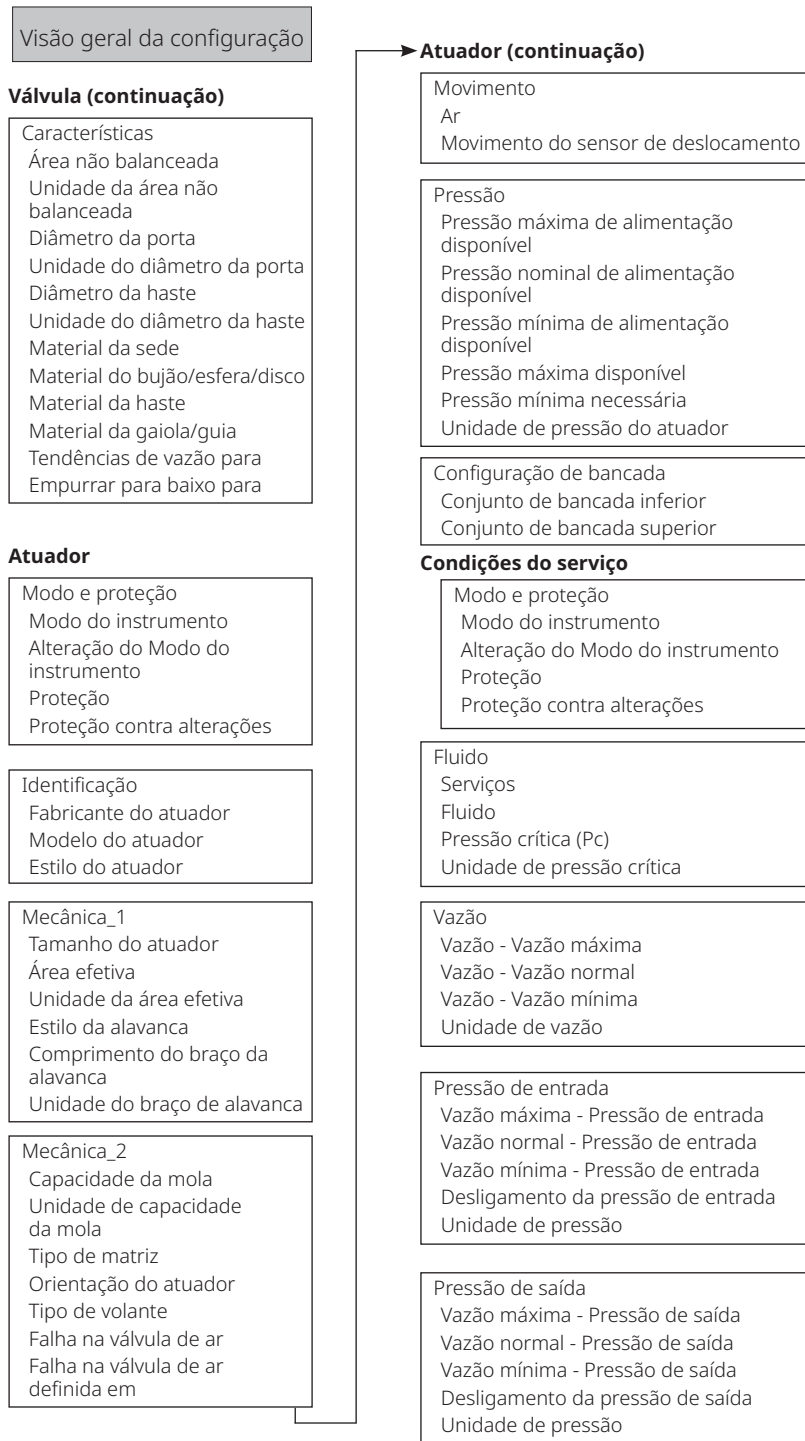 Visão geral da configuração
Válvula (continuação)
Características
Área não balanceada
Unidade da área não
balanceada
Diâmetro da porta
Unidade do diâmetro da porta
Diâmetro da haste
Unidade do diâmetro da haste
Material da sede
Material do bujão/esfera/disco
Material da haste
Material da gaiola/guia
Tendências de vazão para
Empurrar para baixo para
Atuador
Modo e proteção
Modo do instrumento
Alteração do Modo do
instrumento
Proteção
Proteção contra alterações
Identificação
Fabricante do atuador
Modelo do atuador
Estilo do atuador
Mecânica_1
Tamanho do atuador
Área efetiva
Unidade da área efetiva
Estilo da alavanca
Comprimento do braço da
alavanca
Unidade do braço de alavanca
Mecânica_2
Capacidade da mola
Unidade de capacidade
da mola
Tipo de matriz
Orientação do atuador
Tipo de volante
Falha na válvula de ar
Falha na válvula de ar
definida em
Atuador (continuação)
Movimento
Ar
Movimento do sensor de deslocamento
Pressão
Pressão máxima de alimentação
disponível
Pressão nominal de alimentação
disponível
Pressão mínima de alimentação
disponível
Pressão máxima disponível
Pressão mínima necessária
Unidade de pressão do atuador
Configuração de bancada
Conjunto de bancada inferior
Conjunto de bancada superior
Condições do serviço
Modo e proteção
Modo do instrumento
Alteração do Modo do instrumento
Proteção
Proteção contra alterações
Fluido
Serviços
Fluido
Pressão crítica (Pc)
Unidade de pressão crítica
Vazão
Vazão - Vazão máxima
Vazão - Vazão normal
Vazão - Vazão mínima
Unidade de vazão
Pressão de entrada
Vazão máxima - Pressão de entrada
Vazão normal - Pressão de entrada
Vazão mínima - Pressão de entrada
Desligamento da pressão de entrada
Unidade de pressão
Pressão de saída
Vazão máxima - Pressão de saída
Vazão normal - Pressão de saída
Vazão mínima - Pressão de saída
Desligamento da pressão de saída
Unidade de pressão